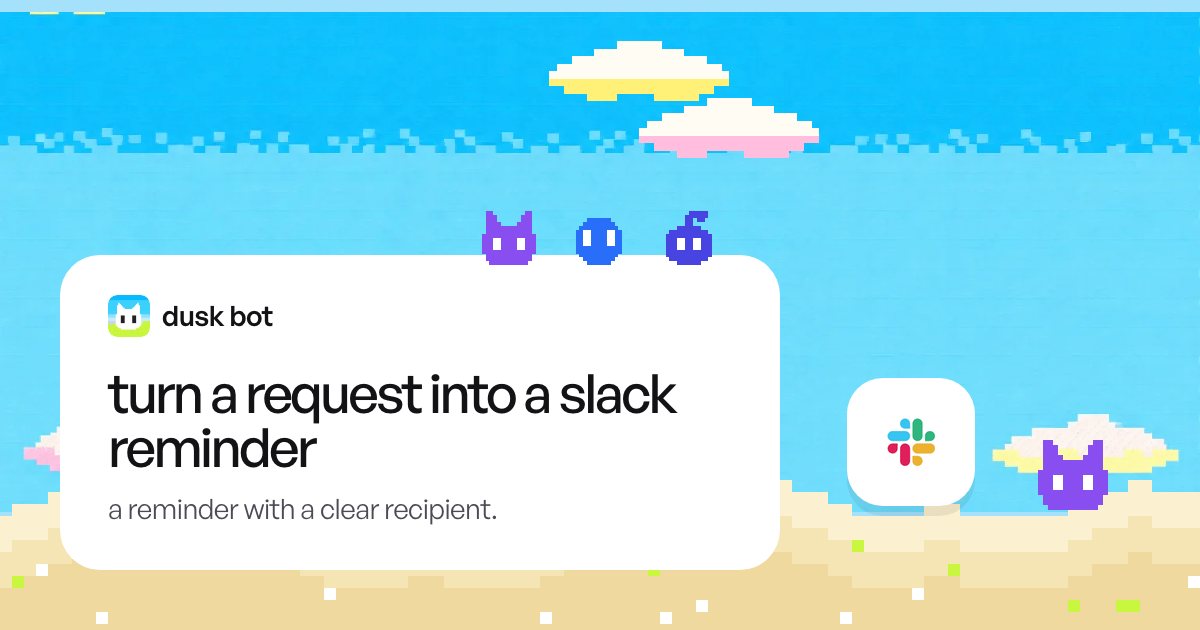 dusk bot
turn a request into a slack
reminder
a reminder with a clear recipient.